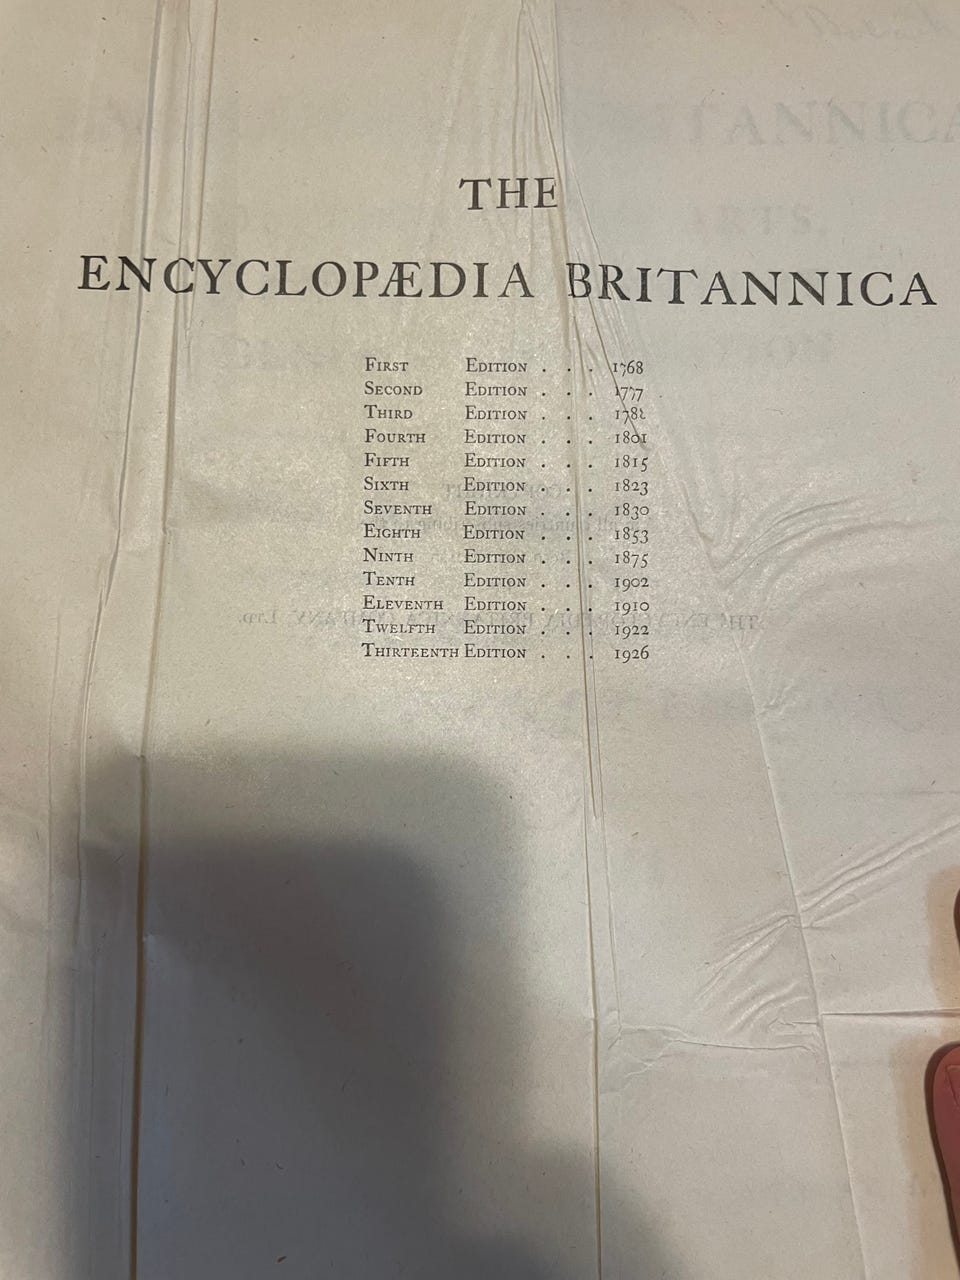 THE
ENCYCLOPÆDIA BRITANNICA
FIRST EDITION . . . 1768
SECOND EDITION . . . 1777
THIRD EDITION . . . 1788
FOURTH EDITION . . . 1801
FIFTH EDITION . . . 1815
SIXTH EDITION . . . 1823
SEVENTH EDITION . . . 1830
EIGHTH EDITION . . . 1853
NINTH EDITION . . . 1875
TENTH EDITION . . . 1902
ELEVENTH EDITION . . . 1910
TWELFTH EDITION . . . 1922
THIRTEENTH EDITION . . . 1926